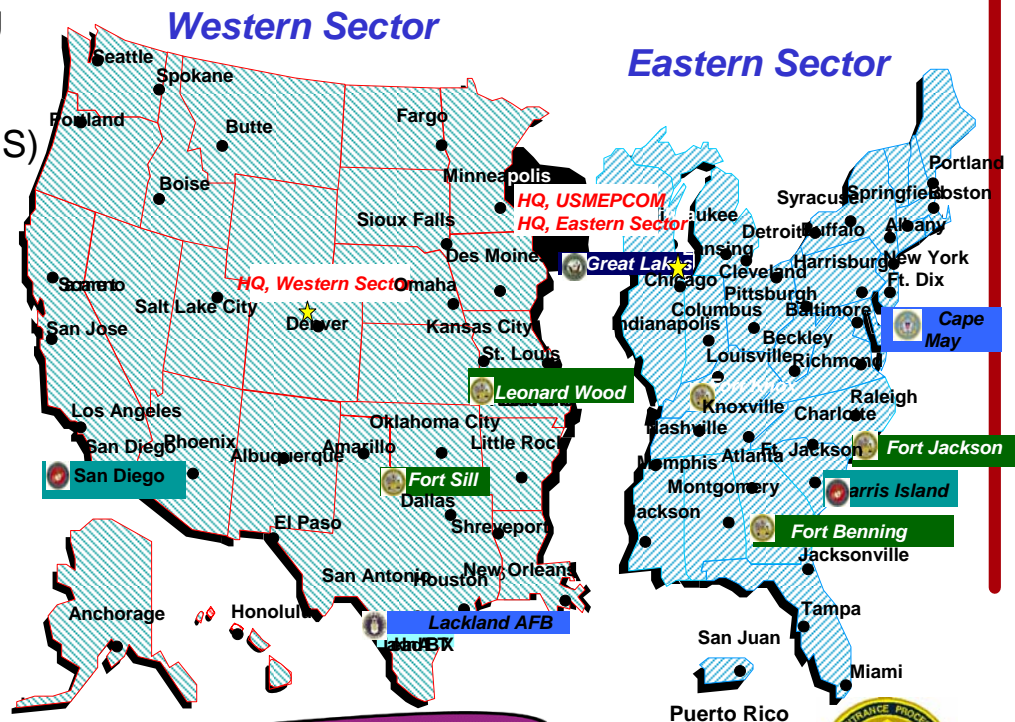 Western Sector
Eastern Sector
S)
Seattle
Spokane
Portland
Butte
Fargo
Boise
Minneapolis
Sioux Falls
HQ, USMEPCOM
HQ, Eastern Sector
Des Moines
HQ, Western Sector
Omaha
Salt Lake City
Denver
San Jose
Kansas City
St. Louis
Leonard Wood
Los Angeles
Oklahoma City
San Diego
Phoenix
Albuquerque
Amarillo
Little Rock
San Diego
Fort Sill
Dallas
El Paso
Shreveport
San Antonio
Houston
New Orleans
Lackland AFB
Anchorage
Honolulu
Portland
Syracuse
Springfield
Boston
ukee
Detroit
Buffalo
Albany
Lansing
Great Lakes
Cleveland
Harrisburg
New York
Chicago
Pittsburgh
Ft. Dix
Columbus
Baltimore
Indianapolis
Cape
May
Beckley
Louisville
Richmond
Raleigh
Knoxville
Charlotte
Nashville
Fort Jackson
Memphis
Atlanta
Ft. Jackson
Montgomery
arris Island
Jackson
Fort Benning
Jacksonville
Tampa
San Juan
Miami
Puerto Rico